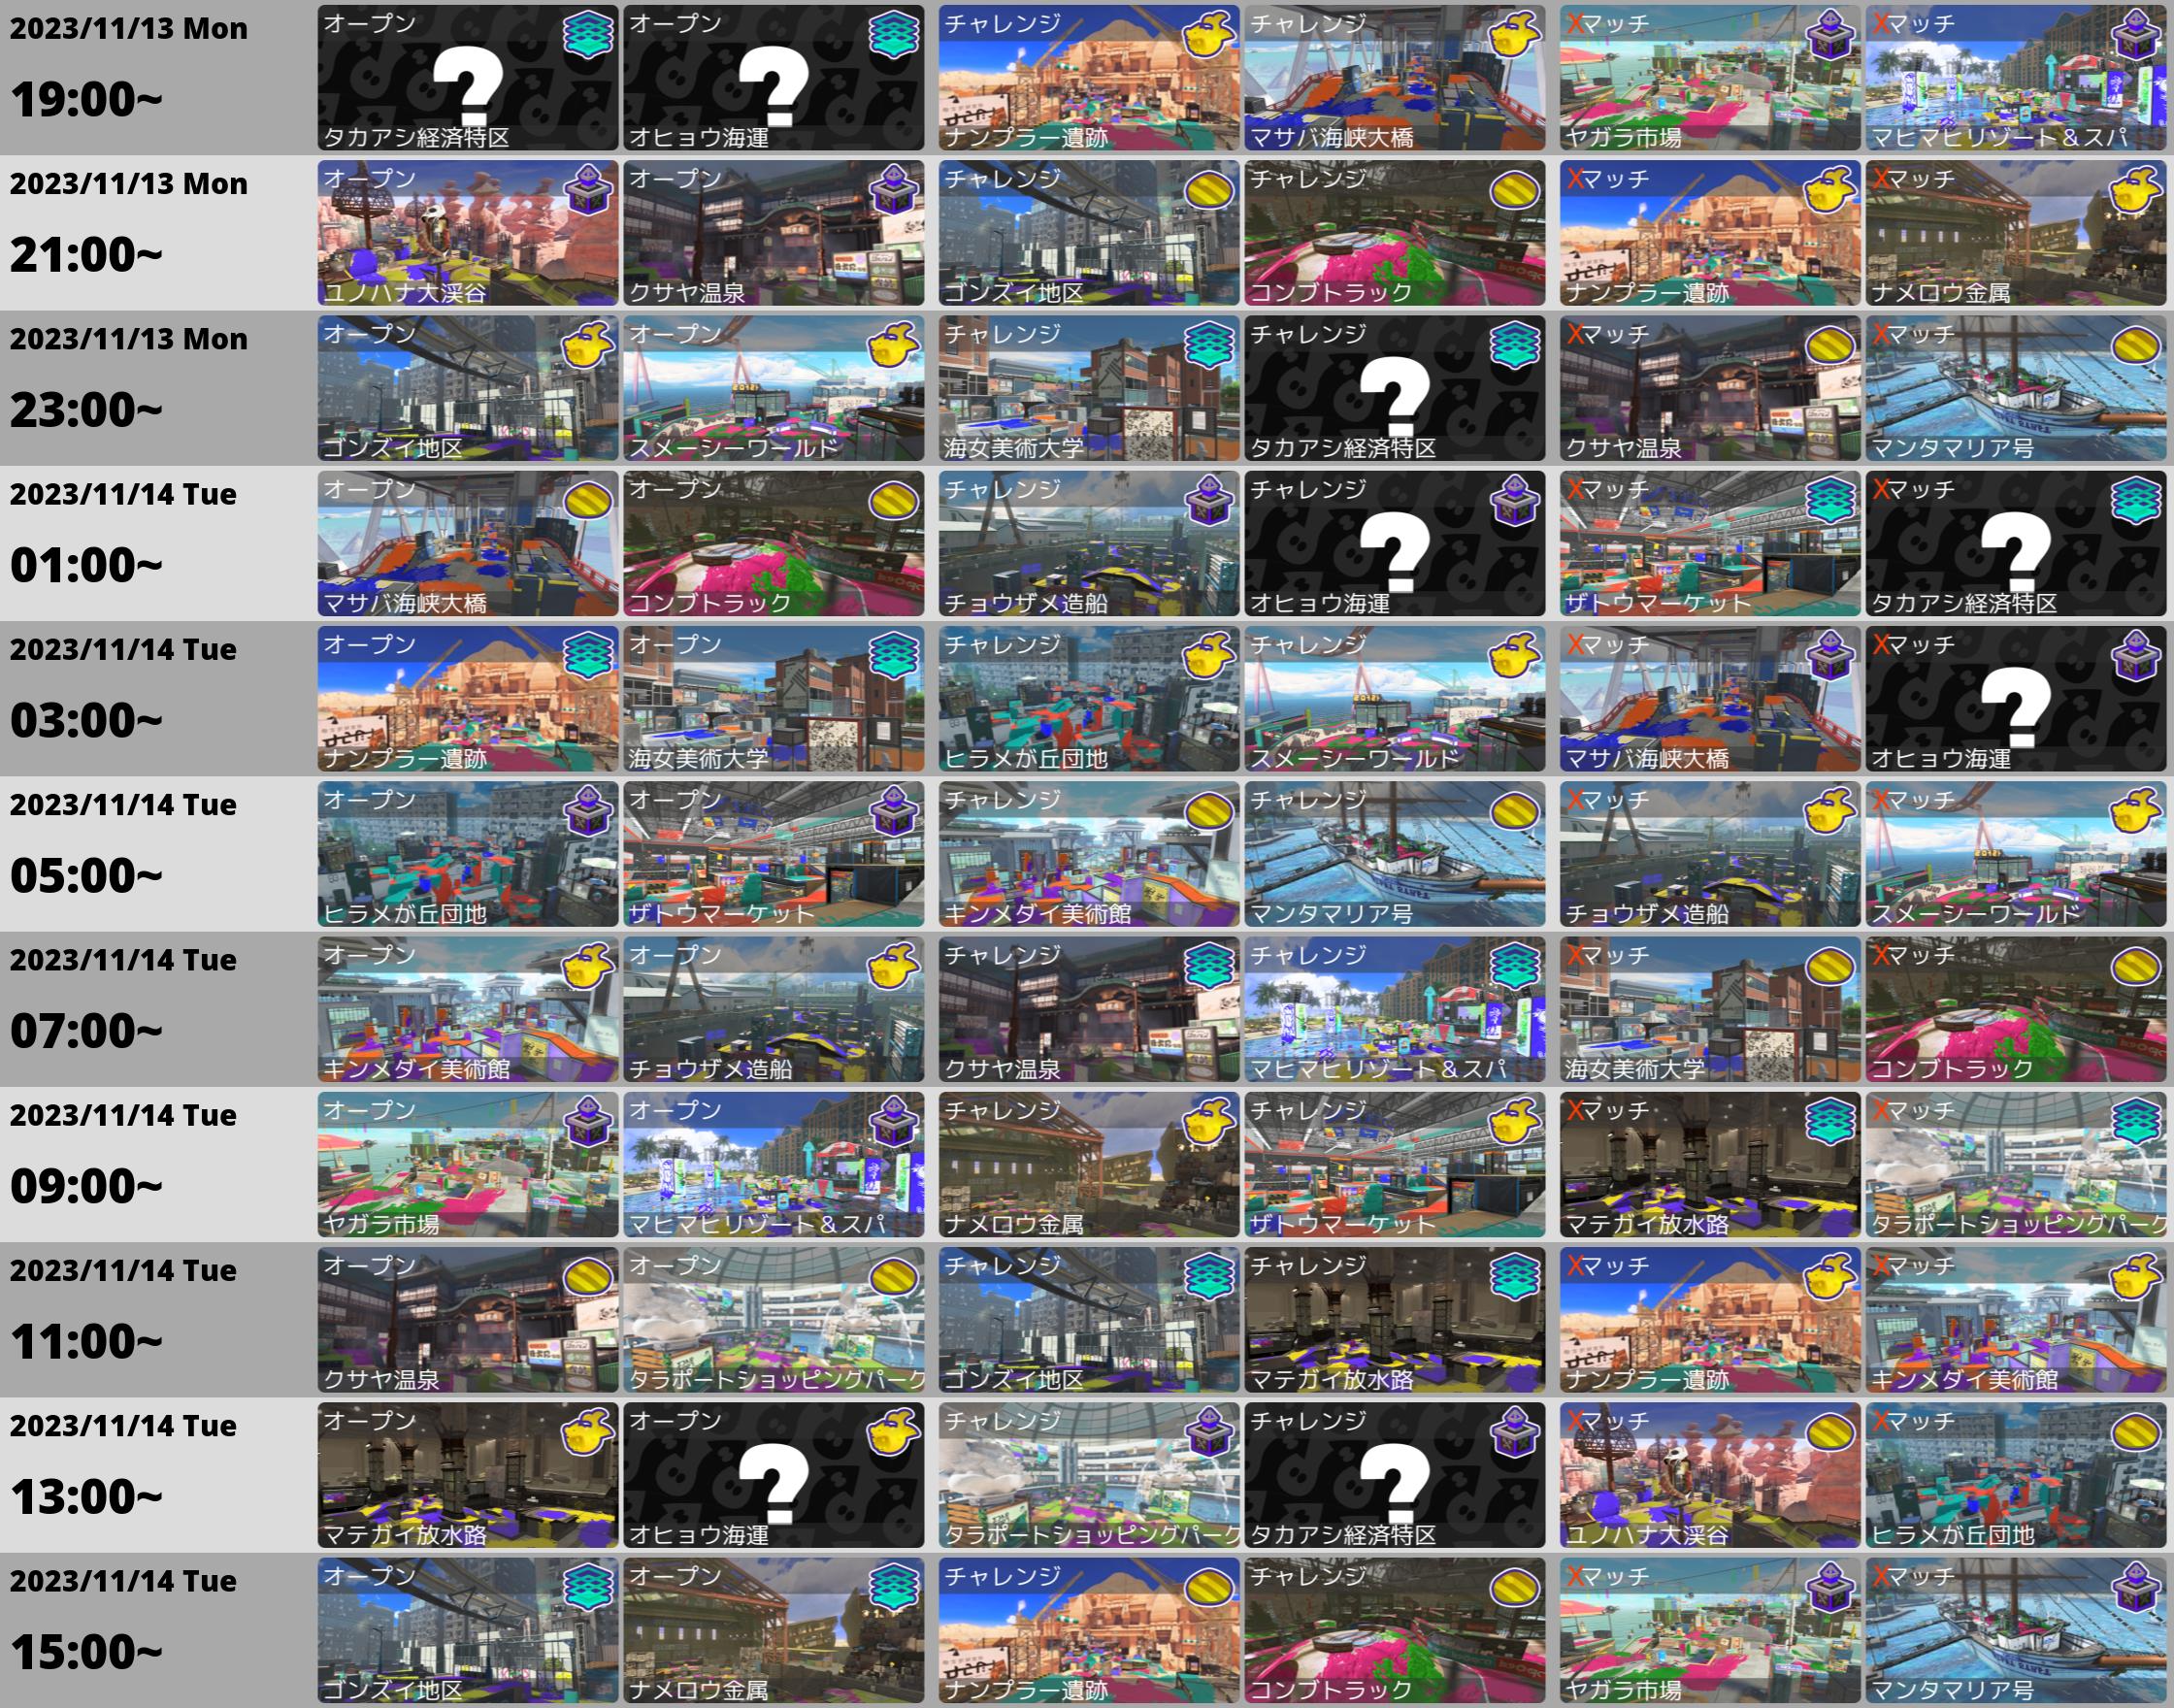 2023/11/13 Mon
19:00~
オープン
タカアシ経済特区
オープン
オヒョウ海運
チャレンジ
ナンプラー遺跡
チャレンジ
マサバ海峡大橋
Xマッチ
ヤガラ市場
Xマッチ
マヒマヒリゾート&スパ
2023/11/13 Mon
21:00~
オープン
ユノハナ大渓谷
オープン
クサヤ温泉
チャレンジ
ゴンズイ地区
チャレンジ
コンブトラック
Xマッチ
ナンプラー遺跡
Xマッチ
ナメロウ金属
2023/11/13 Mon
23:00~
オープン
ゴンズイ地区
オープン
スメーシーワールド
チャレンジ
海女美術大学
チャレンジ
タカアシ経済特区
Xマッチ
クサヤ温泉
Xマッチ
マンタマリア号
2023/11/14 Tue
01:00~
オープン
マサバ海峡大橋
オープン
コンブトラック
チャレンジ
チョウザメ造船
チャレンジ
オヒョウ海運
Xマッチ
ザトウマーケット
Xマッチ
タカアシ経済特区
2023/11/14 Tue
03:00~
オープン
ナンプラー遺跡
オープン
海女美術大学
チャレンジ
ヒラメが丘団地
チャレンジ
スメーシーワールド
Xマッチ
マサバ海峡大橋
Xマッチ
オヒョウ海運
2023/11/14 Tue
05:00~
オープン
ヒラメが丘団地
オープン
ザトウマーケット
チャレンジ
キンメダイ美術館
チャレンジ
マンタマリア号
Xマッチ
チョウザメ造船
Xマッチ
スメーシーワールド
2023/11/14 Tue
07:00~
オープン
キンメダイ美術館
オープン
チョウザメ造船
チャレンジ
クサヤ温泉
チャレンジ
マヒマヒリゾート&スパ
Xマッチ
海女美術大学
Xマッチ
コンブトラック
2023/11/14 Tue
09:00~
オープン
ヤガラ市場
オープン
マヒマヒリゾート&スパ
チャレンジ
ナメロウ金属
チャレンジ
ザトウマーケット
Xマッチ
マテガイ放水路
Xマッチ
タラポートショッピングパーク
2023/11/14 Tue
11:00~
オープン
クサヤ温泉
オープン
タラポートショッピングパーク
チャレンジ
ゴンズイ地区
チャレンジ
マテガイ放水路
Xマッチ
ナンプラー遺跡
Xマッチ
キンメダイ美術館
2023/11/14 Tue
13:00~
オープン
マテガイ放水路
オープン
オヒョウ海運
チャレンジ
タラポートショッピングパーク
チャレンジ
タカアシ経済特区
Xマッチ
ユノハナ大渓谷
Xマッチ
ヒラメが丘団地
2023/11/14 Tue
15:00~
オープン
ゴンズイ地区
オープン
ナメロウ金属
チャレンジ
ナンプラー遺跡
チャレンジ
コンブトラック
Xマッチ
ヤガラ市場
Xマッチ
マンタマリア号